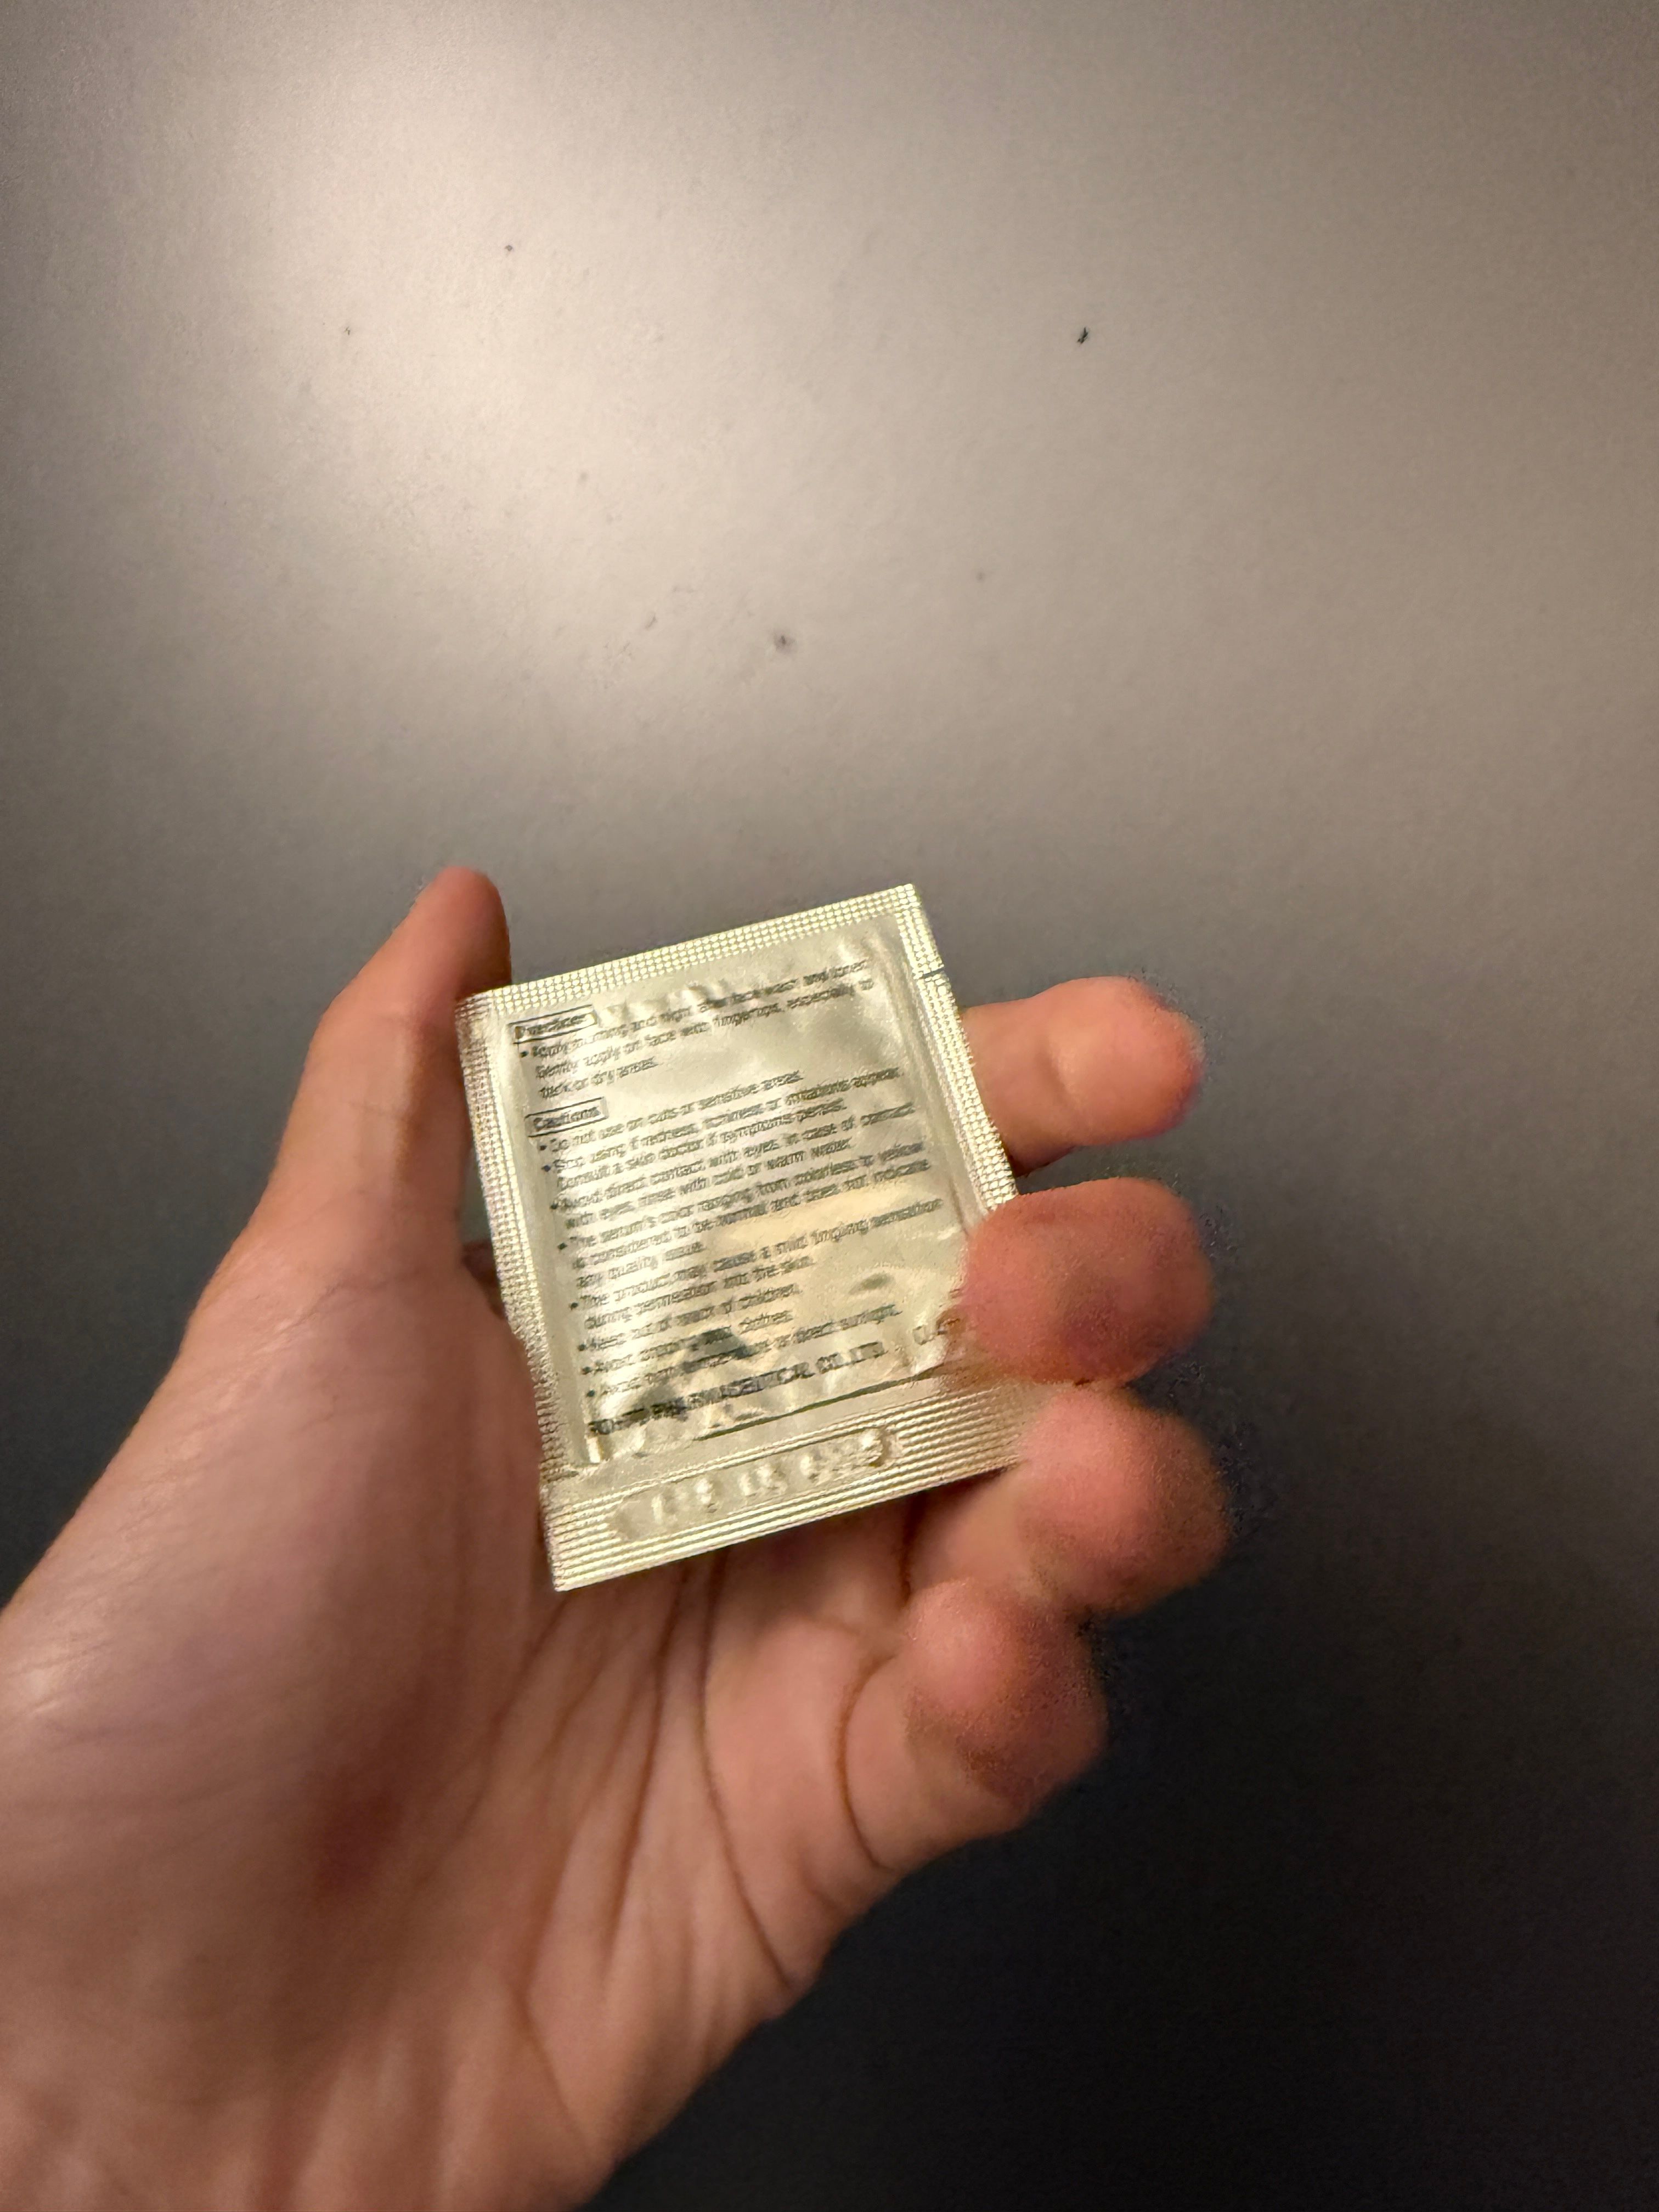 Directions
• Apply morning and night after face wash and toner.
Gently apply on face with fingertips, especially to
dark or dry areas.
Cautions
• Do not use on cuts or sensitive areas.
• Stop using if redness, itchiness or irritations appear.
Consult a skin doctor if symptoms persist.
• Avoid direct contact with eyes. In case of contact
with eyes, rinse with cold or warm water.
• The serum's color ranging from colorless to yellow
is considered to be normal and does not indicate
any quality issue.
• The product may cause a mild tingling sensation
during permeation into the skin.
• Keep out of reach of children.
• Avoid touching clothes.
• Avoid high temperature or direct sunlight.
ROHTO PHARMACEUTICAL CO., LTD.